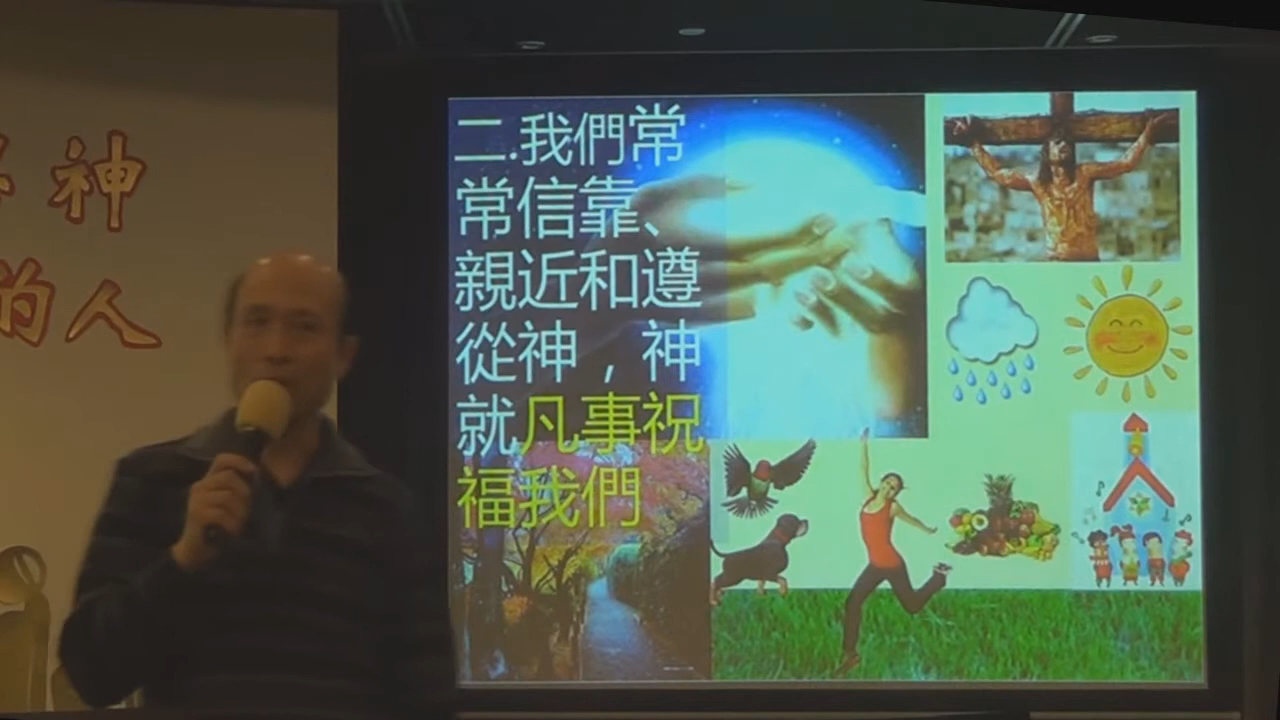 神
的人
二.我們常
常信靠、
親近和遵
從神，神
就凡事祝
福我們